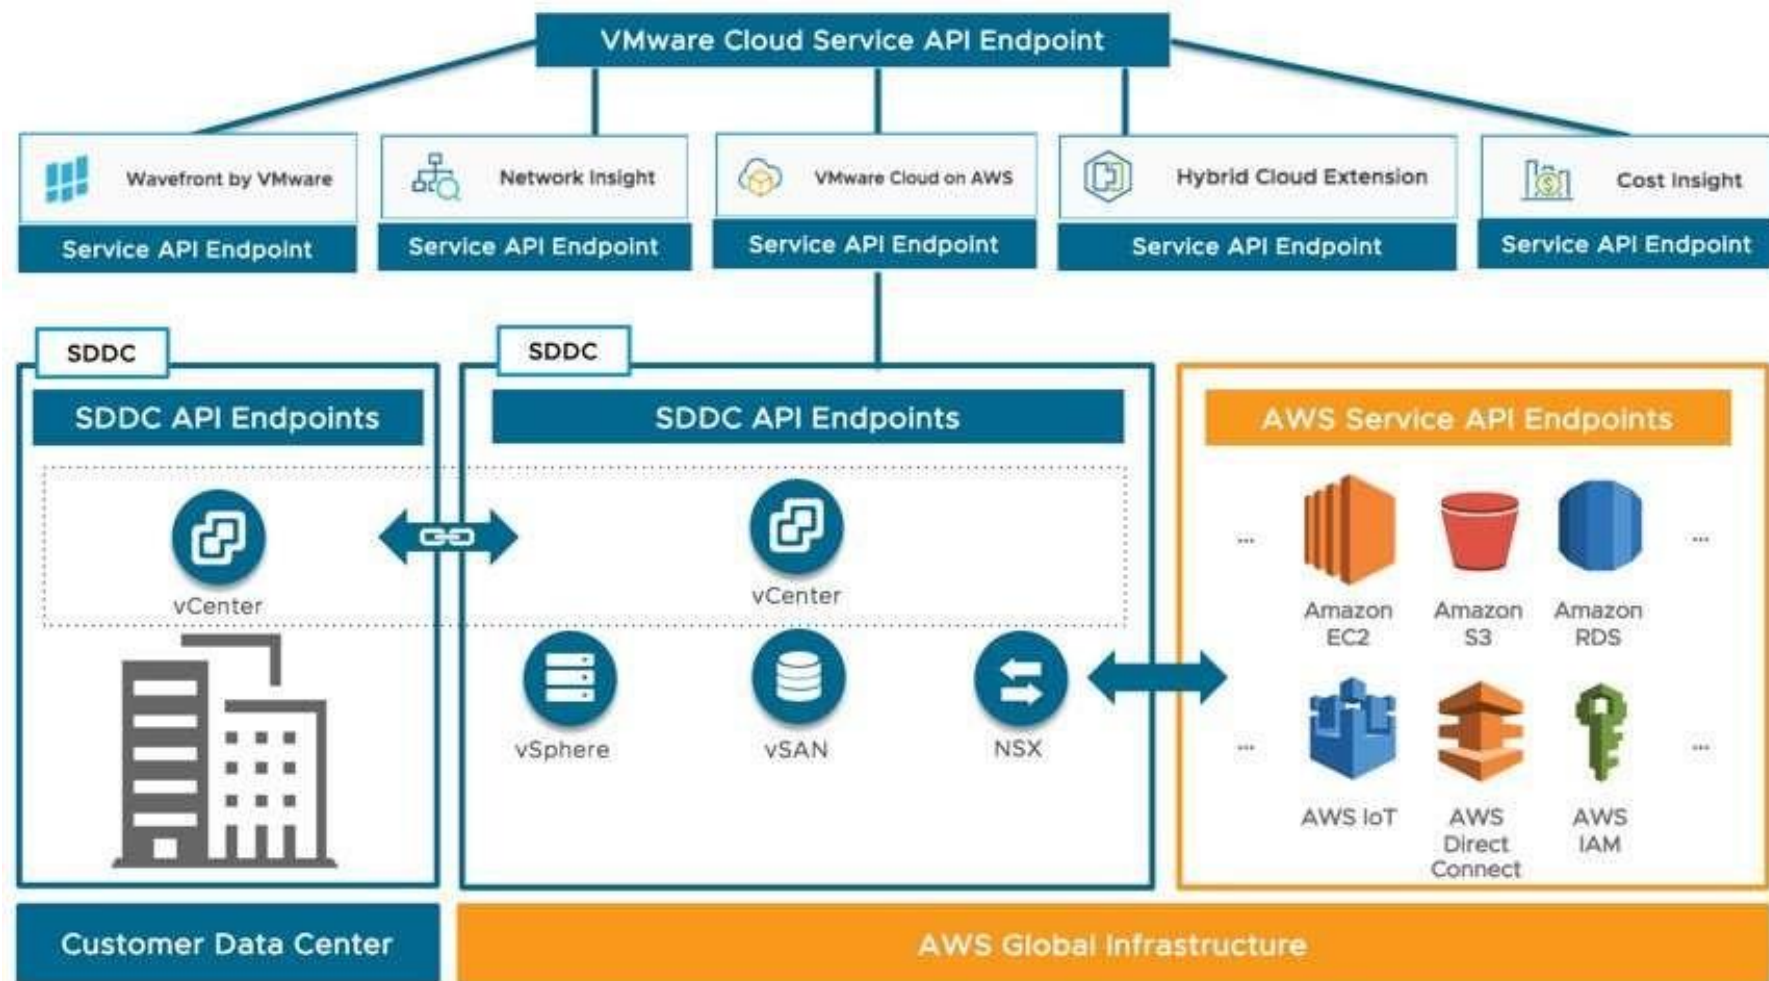 VMware Cloud Service API Endpoint
Wavefront by VMware
Network Insight
VMware Cloud on AWS
Hybrid Cloud Extension
Cost Insight
Service API Endpoint
Service API Endpoint
Service API Endpoint
Service API Endpoint
Service API Endpoint
SDDC
SDDC
SDDC API Endpoints
SDDC API Endpoints
AWS Service API Endpoints
vCenter
vCenter
...
...
Amazon
EC2
Amazon
S3
Amazon
RDS
vSphere
vSAN
NSX
...
...
AWS IoT
AWS
Direct
Connect
AWS
IAM
Customer Data Center
AWS Global Infrastructure